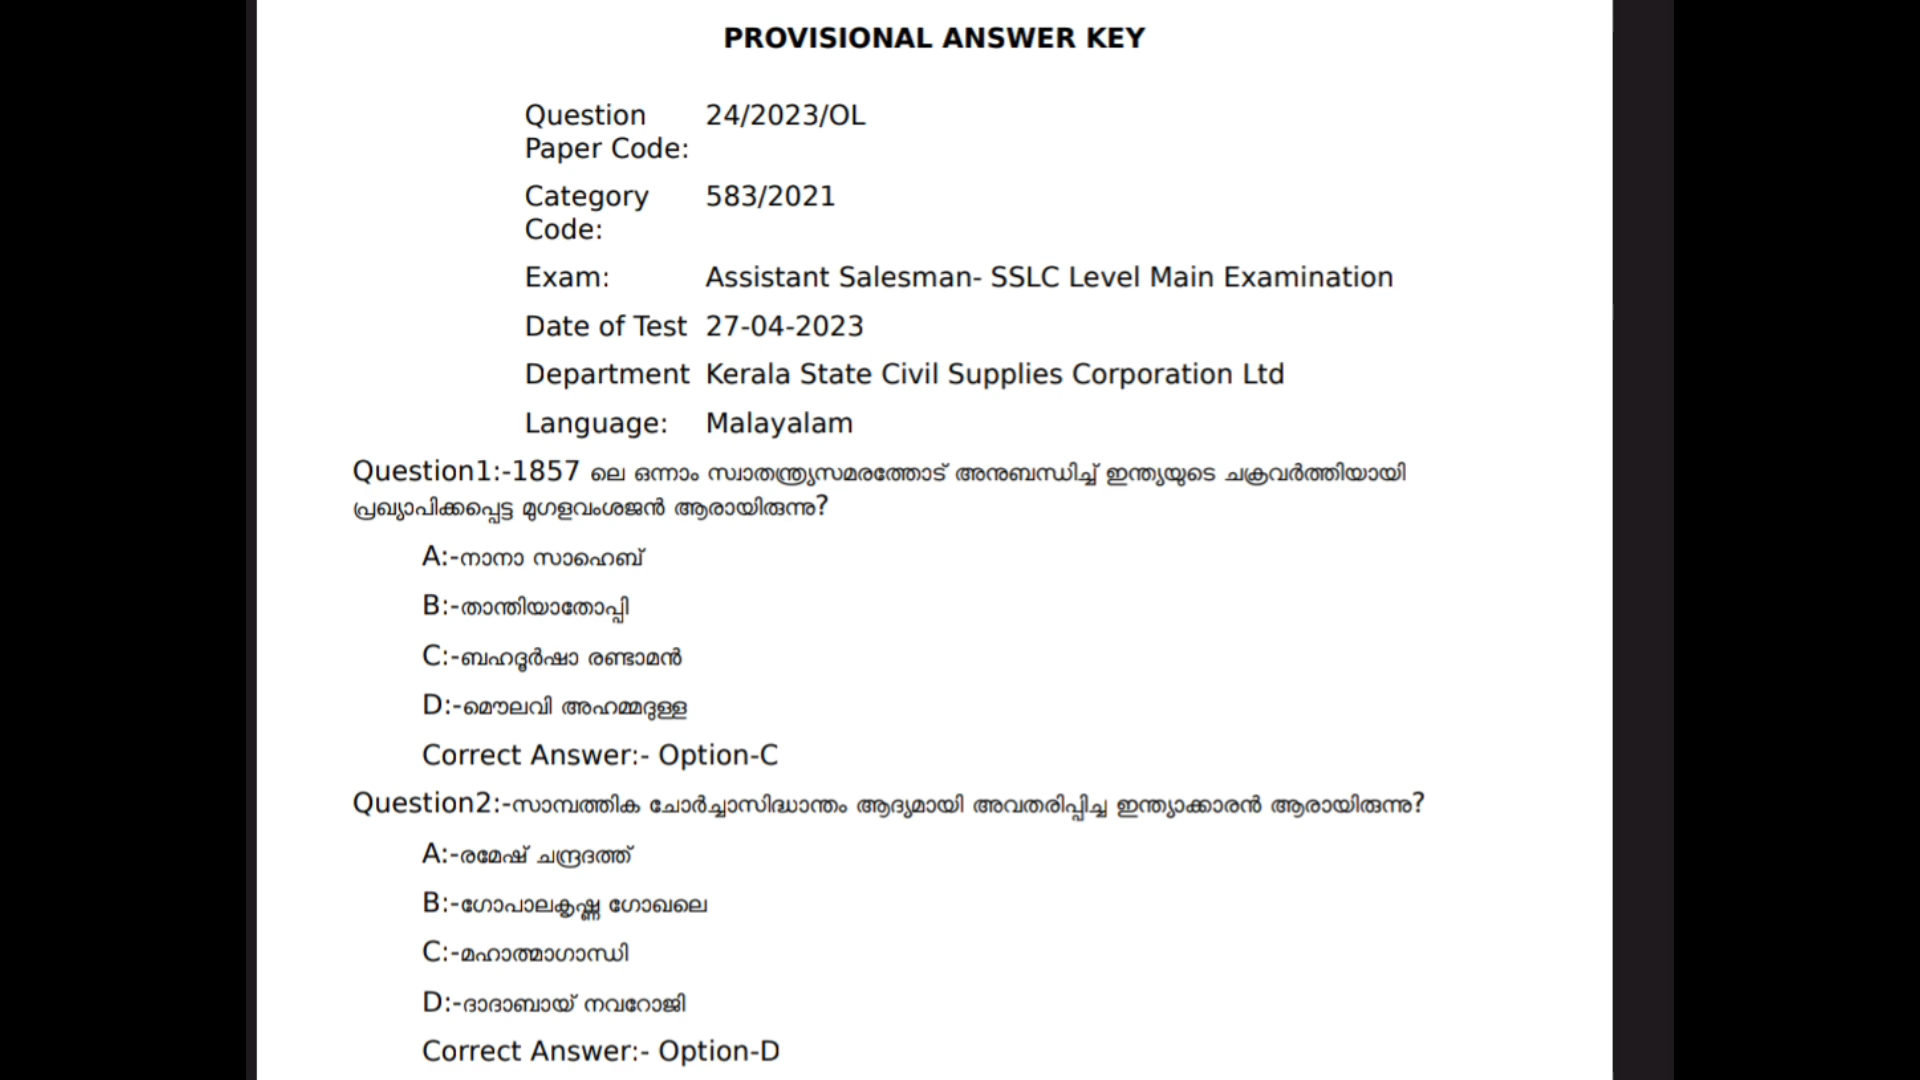 PROVISIONAL ANSWER KEY
Question 24/2023/OL
Paper Code:
Category 583/2021
Code:
Exam: Assistant Salesman- SSLC Level Main Examination
Date of Test 27-04-2023
Department Kerala State Civil Supplies Corporation Ltd
Language: Malayalam
Question1:-1857 ലെ ഒന്നാം സ്വാതന്ത്ര്യസമരത്തോട് അനുബന്ധിച്ച് ഇന്ത്യയുടെ ചക്രവർത്തിയായി
പ്രഖ്യാപിക്കപ്പെട്ട മുഗളവംശജൻ ആരായിരുന്നു?
A:-നാനാ സാഹെബ്
B:-താന്തിയാതോപ്പി
C:-ബഹദൂർഷാ രണ്ടാമൻ
D:-മൌലവി അഹമ്മദുള്ള
Correct Answer:- Option-C
Question2:-സാമ്പത്തിക ചോർച്ചാസിദ്ധാന്തം ആദ്യമായി അവതരിപ്പിച്ച ഇന്ത്യാക്കാരൻ ആരായിരുന്നു?
A:-രമേഷ് ചന്ദ്രദത്ത്
B:-ഗോപാലകൃഷ്ണ ഗോഖലെ
C:-മഹാത്മാഗാന്ധി
D:-ദാദാബായ് നവറോജി
Correct Answer:- Option-D